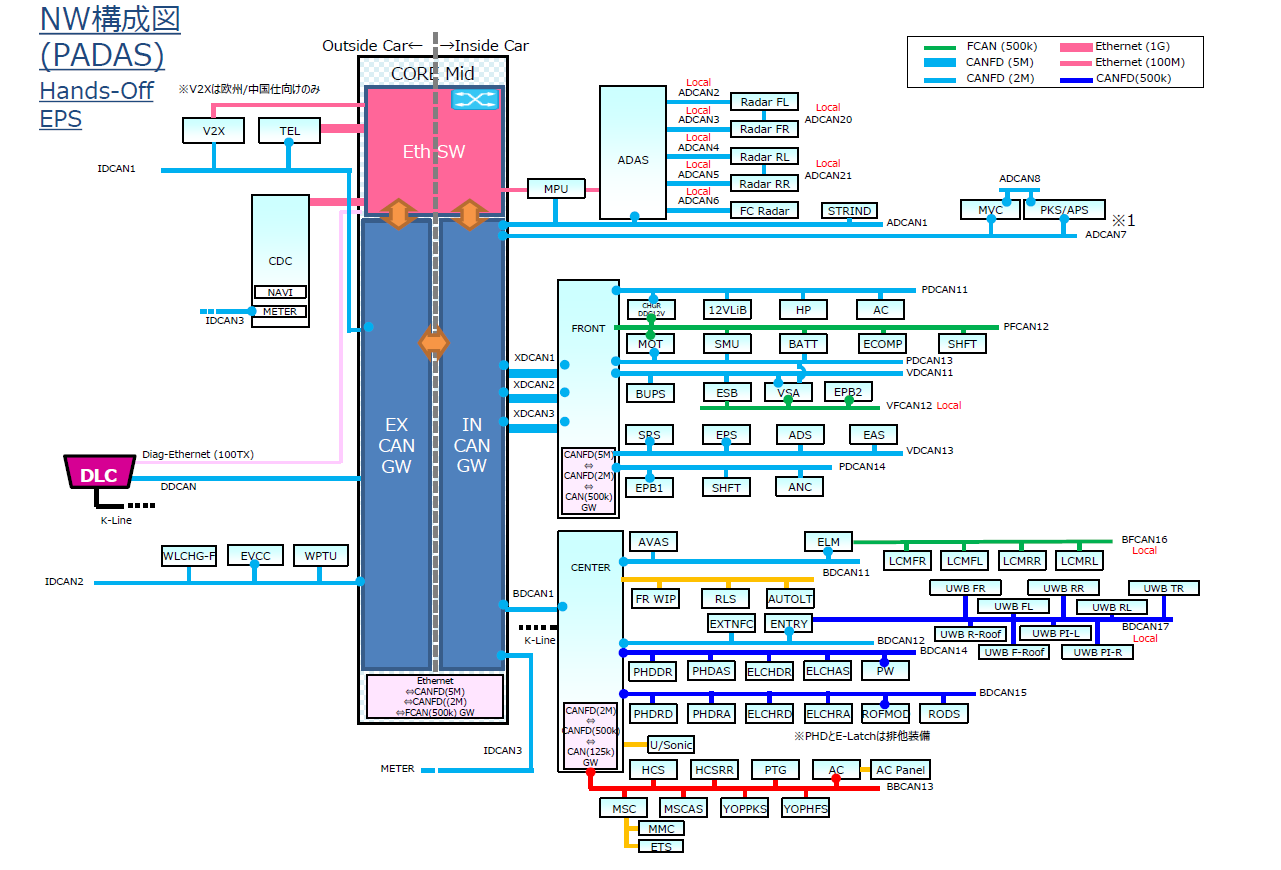 NW構成図
(PADAS)
Hands-Off
EPS
Outside Car← →Inside Car
CORE Mid
※V2Xは欧州/中国仕向けのみ
V2X
TEL
IDCAN1
Eth SW
CDC
NAVI
METER
IDCAN3
EX
CAN
GW
IN
CAN
GW
Diag-Ethernet (100TX)
DLC
DDCAN
K-Line
WLCHG-F
EVCC
WPTU
IDCAN2
Ethernet
⇔CANFD(5M)
⇔CANFD((2M)
⇔FCAN(500k) GW
METER
IDCAN3
FCAN (500k)
Ethernet (1G)
CANFD (5M)
Ethernet (100M)
CANFD (2M)
CANFD(500k)
MPU
ADAS
Local
ADCAN2
Local
ADCAN3
Local
ADCAN4
Local
ADCAN5
Local
ADCAN6
Radar FL
Radar FR
Radar RL
Radar RR
FC Radar
Local
ADCAN20
Local
ADCAN21
STRIND
ADCAN1
ADCAN8
MVC
PKS/APS
※1
ADCAN7
XDCAN1
XDCAN2
XDCAN3
FRONT
CANFD(5M)
⇔
CANFD(2M)
⇔
CAN(500k)
GW
PDCAN11
CHGR
DDC12V
12VLiB
HP
AC
PFCAN12
MOT
SMU
BATT
ECOMP
SHFT
PDCAN13
VDCAN11
BUPS
ESB
VSA
EPB2
VFCAN12 Local
SRS
EPS
ADS
EAS
VDCAN13
PDCAN14
EPB1
SHFT
ANC
BDCAN1
K-Line
CENTER
CANFD(2M)
⇔
CANFD(500k)
⇔
CAN(125k)
GW
AVAS
ELM
BFCAN16
Local
BDCAN11
LCMFR
LCMFL
LCMRR
LCMRL
FR WIP
RLS
AUTOLT
EXTNFC
ENTRY
UWB FR
UWB RR
UWB TR
UWB FL
UWB RL
BDCAN17
Local
UWB R-Roof
UWB PI-L
UWB F-Roof
UWB PI-R
BDCAN12
BDCAN14
PHDDR
PHDAS
ELCHDR
ELCHAS
PW
BDCAN15
PHDRD
PHDRA
ELCHRD
ELCHRA
ROFMOD
RODS
※PHDとE-Latchは排他装備
U/Sonic
HCS
HCSRR
PTG
AC
AC Panel
BBCAN13
MSC
MSCAS
YOPPKS
YOPHFS
MMC
ETS